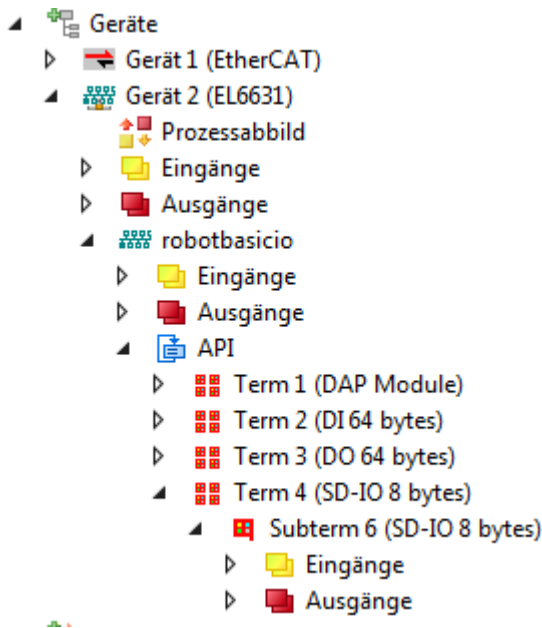 Geräte
Gerät 1 (EtherCAT)
Gerät 2 (EL6631)
Prozessabbild
Eingänge
Ausgänge
robotbasicio
Eingänge
Ausgänge
API
Term 1 (DAP Module)
Term 2 (DI 64 bytes)
Term 3 (DO 64 bytes)
Term 4 (SD-IO 8 bytes)
Subterm 6 (SD-IO 8 bytes)
Eingänge
Ausgänge